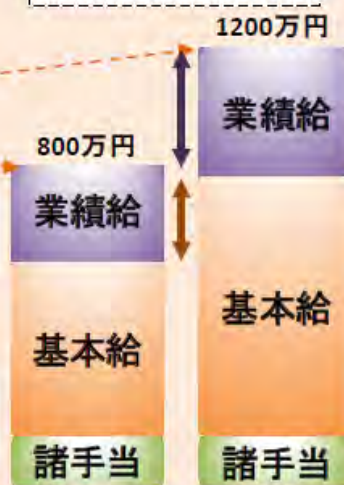 1200万円
業績給
800万円
業績給
基本給
基本給
諸手当
諸手当